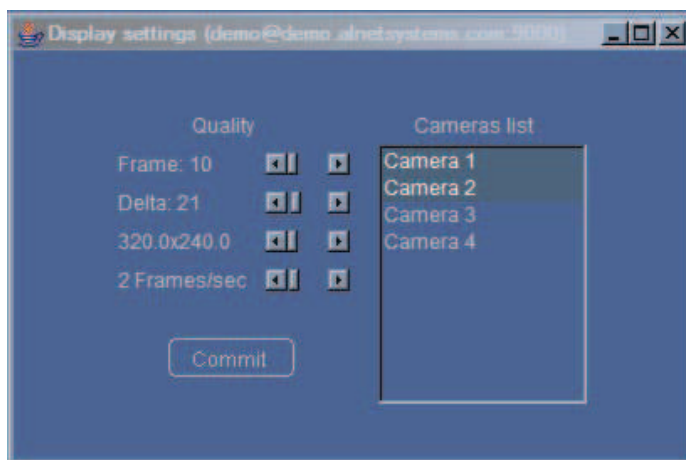 Display settings (demo@demo.alnetsystems.com:9000)
Quality
Frame: 10
Delta: 21
320.0x240.0
2 Frames/sec
Commit
Cameras list
Camera 1
Camera 2
Camera 3
Camera 4